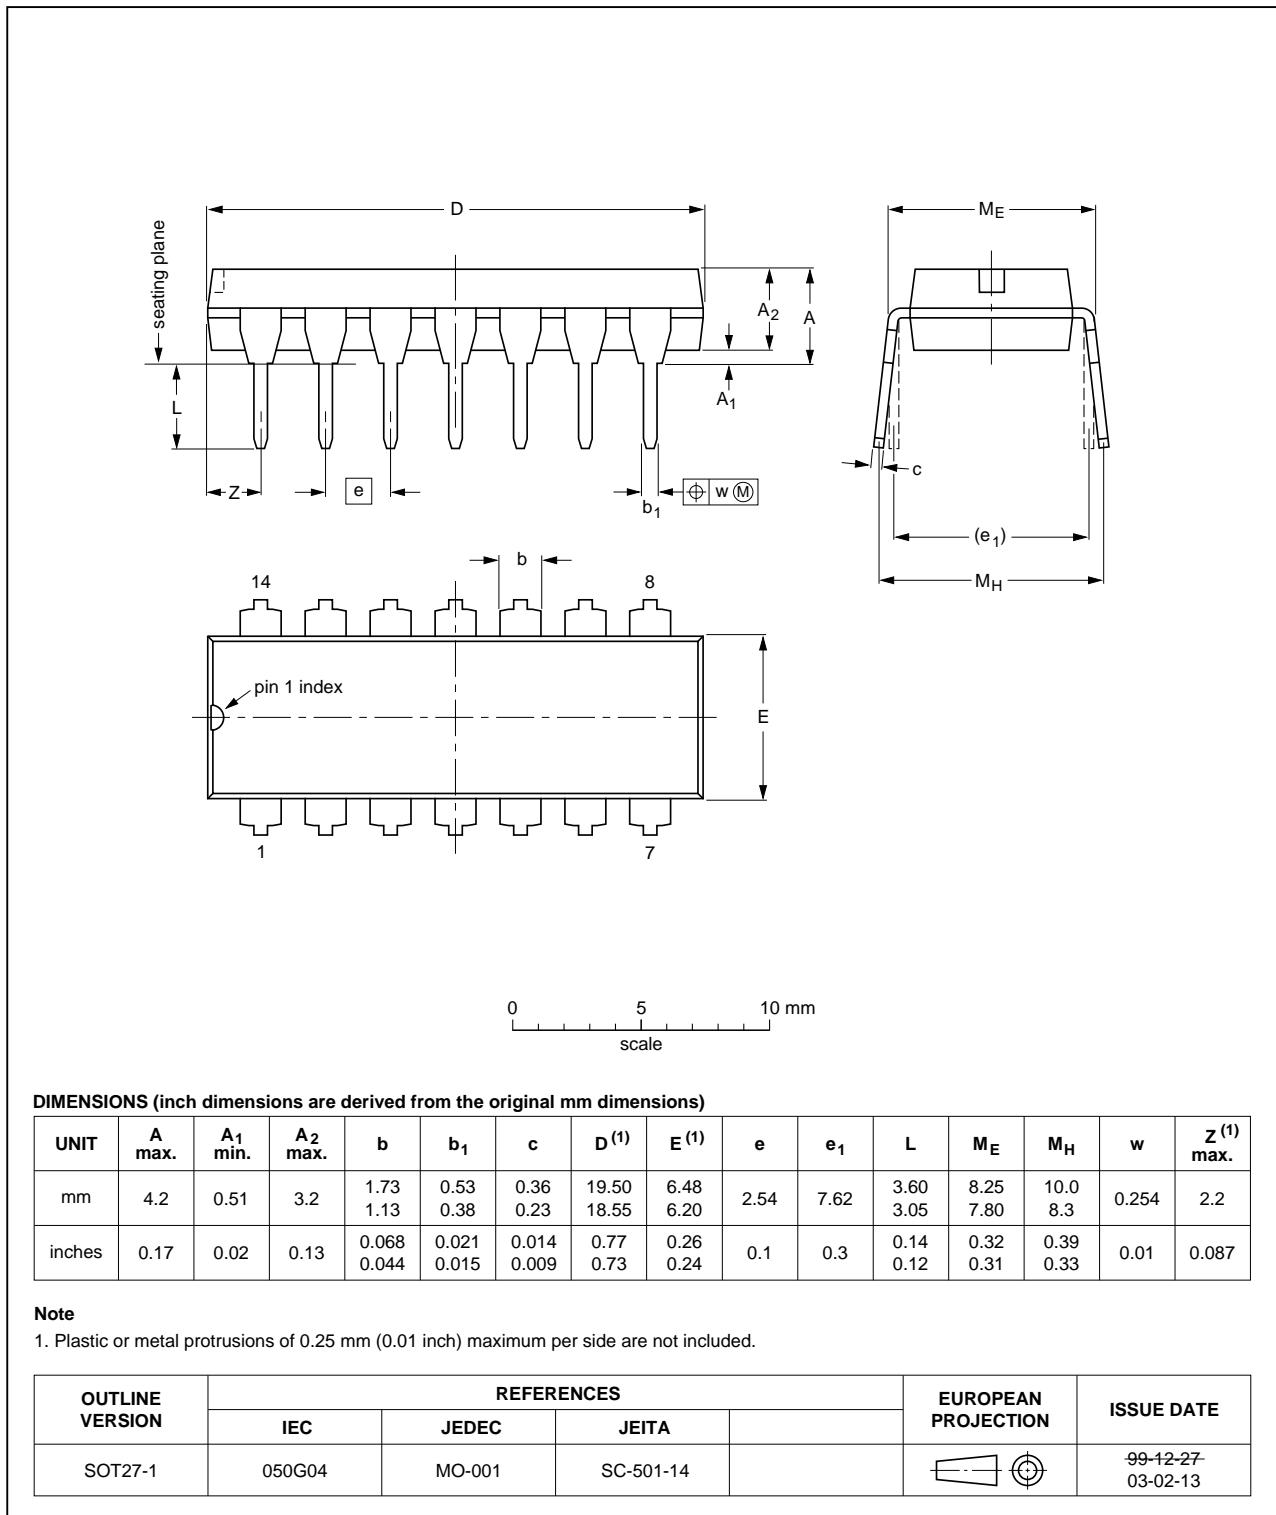 D
ME
seating plane
A2
A
L
A1
c
Z
e
b1
w M
(e1)
MH
b
14
8
pin 1 index
E
1
7
0
5
10 mm
scale
DIMENSIONS (inch dimensions are derived from the original mm dimensions)
UNIT A max. A1 min. A2 max. b b1 c D(1) E(1) e e1 L ME MH w Z(1) max.
mm 4.2 0.51 3.2 1.73 1.13 0.53 0.38 0.36 0.23 19.50 18.55 6.48 6.20 2.54 7.62 3.60 3.05 8.25 7.80 10.0 8.3 0.254 2.2
inches 0.17 0.02 0.13 0.068 0.044 0.021 0.015 0.014 0.009 0.77 0.73 0.26 0.24 0.1 0.3 0.14 0.12 0.32 0.31 0.39 0.33 0.01 0.087
Note
1. Plastic or metal protrusions of 0.25 mm (0.01 inch) maximum per side are not included.
OUTLINE VERSION REFERENCES EUROPEAN PROJECTION ISSUE DATE
IEC JEDEC JEITA
SOT27-1 050G04 MO-001 SC-501-14
99-12-27
03-02-13